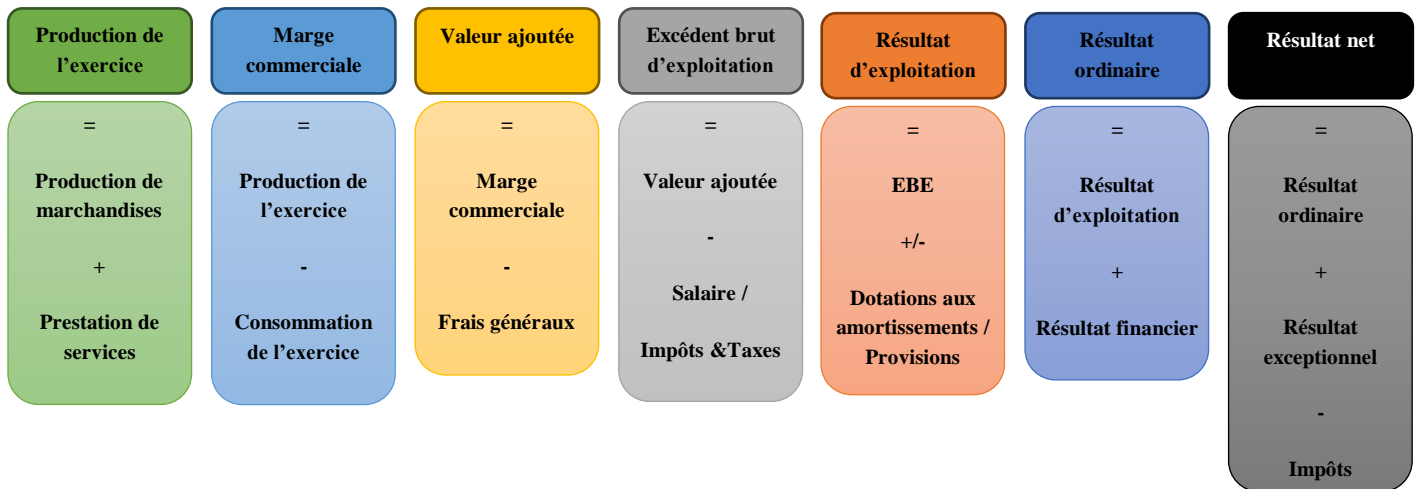 Production de
l’exercice
=
Production de
marchandises
+
Prestation de
services
Marge
commerciale
=
Production de
l’exercice
-
Consommation
de l’exercice
Valeur ajoutée
=
Marge
commerciale
-
Frais généraux
Excédent brut
d’exploitation
=
Valeur ajoutée
-
Salaire /
Impôts &Taxes
Résultat
d’exploitation
=
EBE
+/-
Dotations aux
amortissements /
Provisions
Résultat
ordinaire
=
Résultat
d’exploitation
+
Résultat financier
Résultat net
=
Résultat
ordinaire
+
Résultat
exceptionnel
-
Impôts